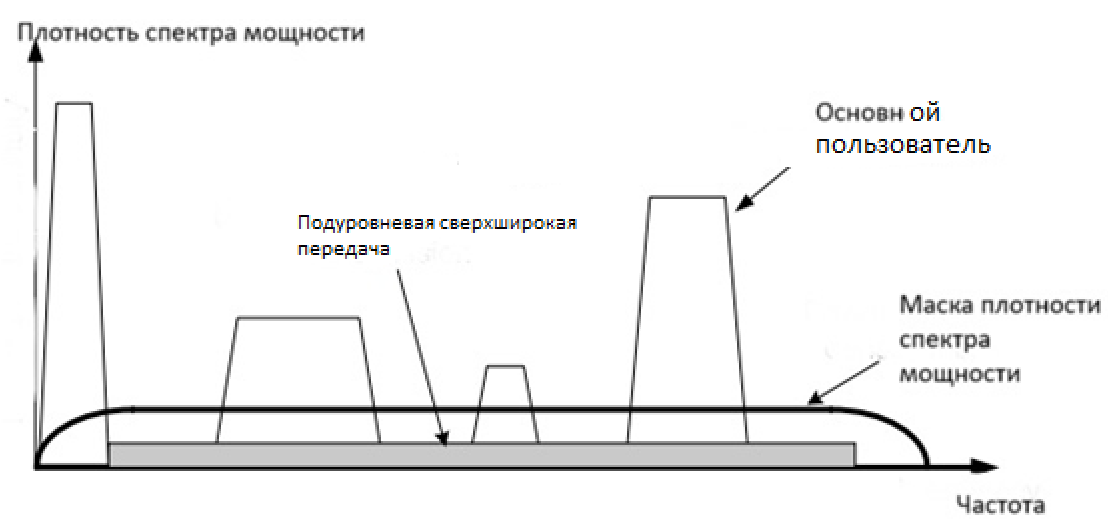 Плотность спектра мощности
Основн ой
пользователь
Подуровневая сверхширокая
передача
Маска плотности
спектра
мощности
Частота